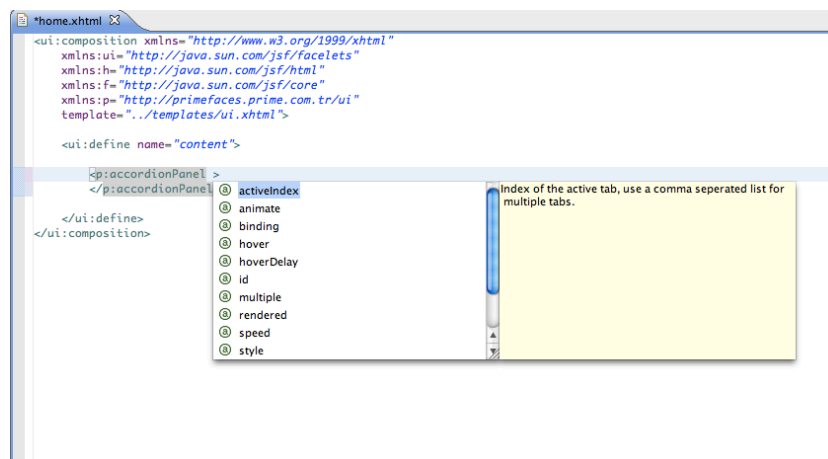 *home.xhtml
<ui:composition xmlns="http://www.w3.org/1999/xhtml"
xmlns:ui="http://java.sun.com/jsf/facelets"
xmlns:h="http://java.sun.com/jsf/html"
xmlns:f="http://java.sun.com/jsf/core"
xmlns:p="http://primefaces.prime.com.tr/ui"
template="../templates/ui.xhtml">
<ui:define name="content">
<p:accordionPanel >
</p:accordionPanel
activeIndex
animate
binding
hover
hoverDelay
id
multiple
rendered
speed
style
Index of the active tab, use a comma seperated list for
multiple tabs.
</ui:define>
</ui:composition>